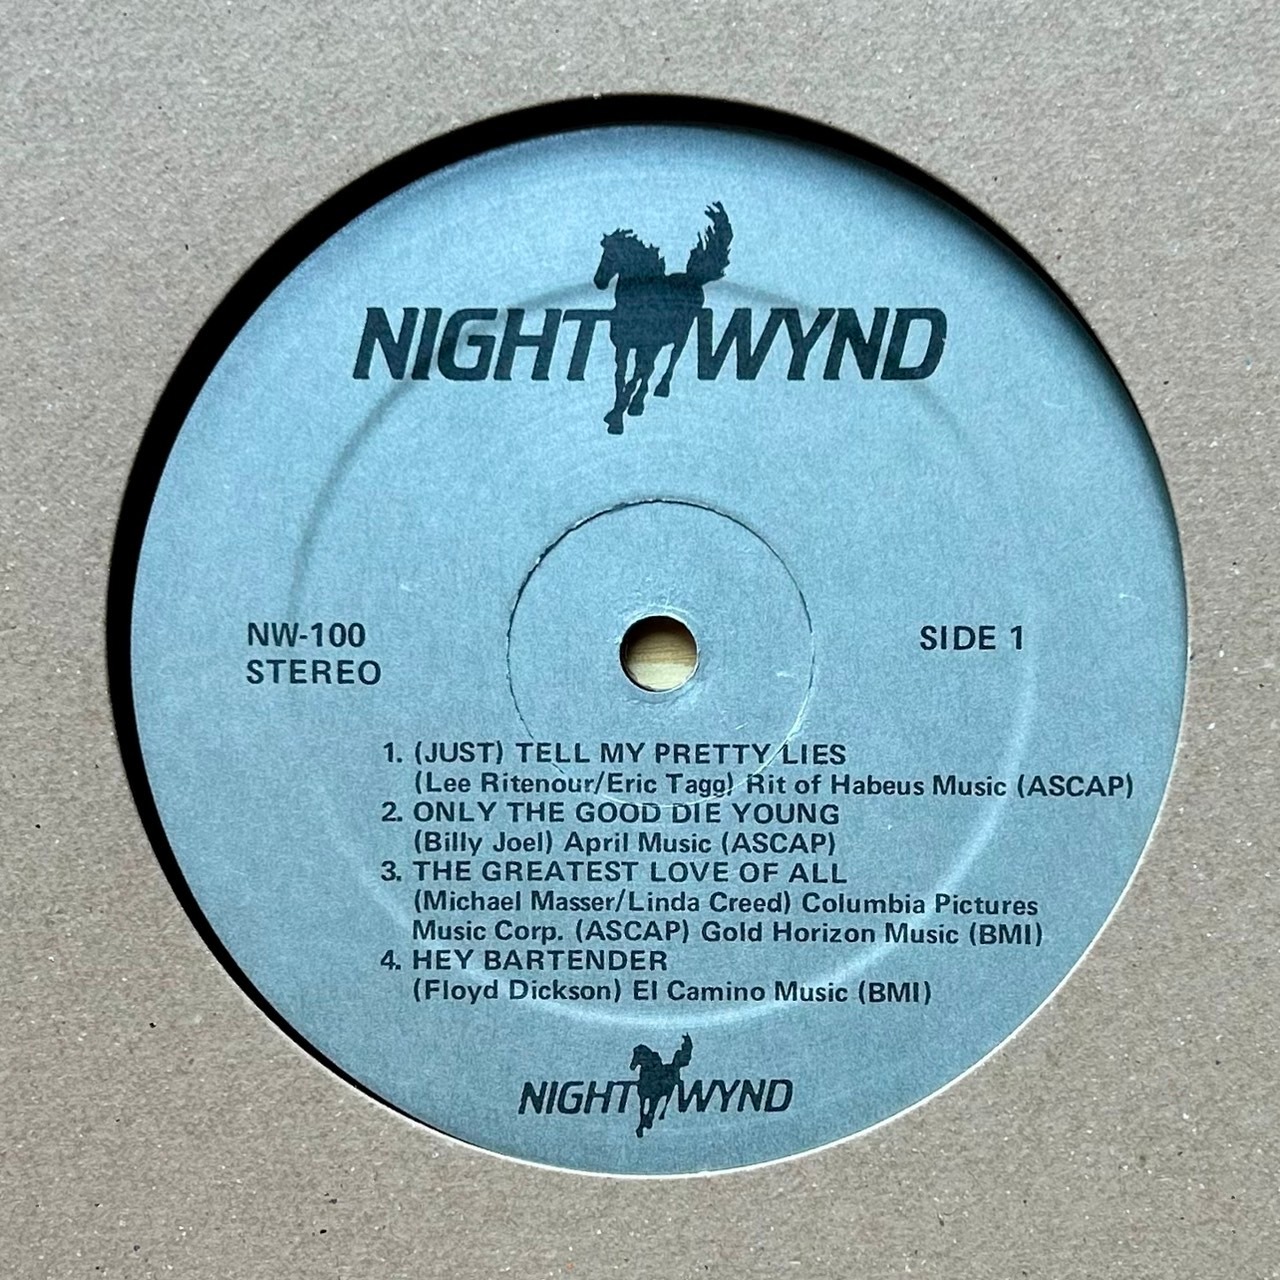 NIGHT WYND
NW-100
STEREO
SIDE 1
1. (JUST) TELL MY PRETTY LIES
(Lee Ritenour/Eric Tagg) Rit of Habeus Music (ASCAP)
2. ONLY THE GOOD DIE YOUNG
(Billy Joel) April Music (ASCAP)
3. THE GREATEST LOVE OF ALL
(Michael Masser/Linda Creed) Columbia Pictures
Music Corp. (ASCAP) Gold Horizon Music (BMI)
4. HEY BARTENDER
(Floyd Dickson) El Camino Music (BMI)
NIGHT WYND